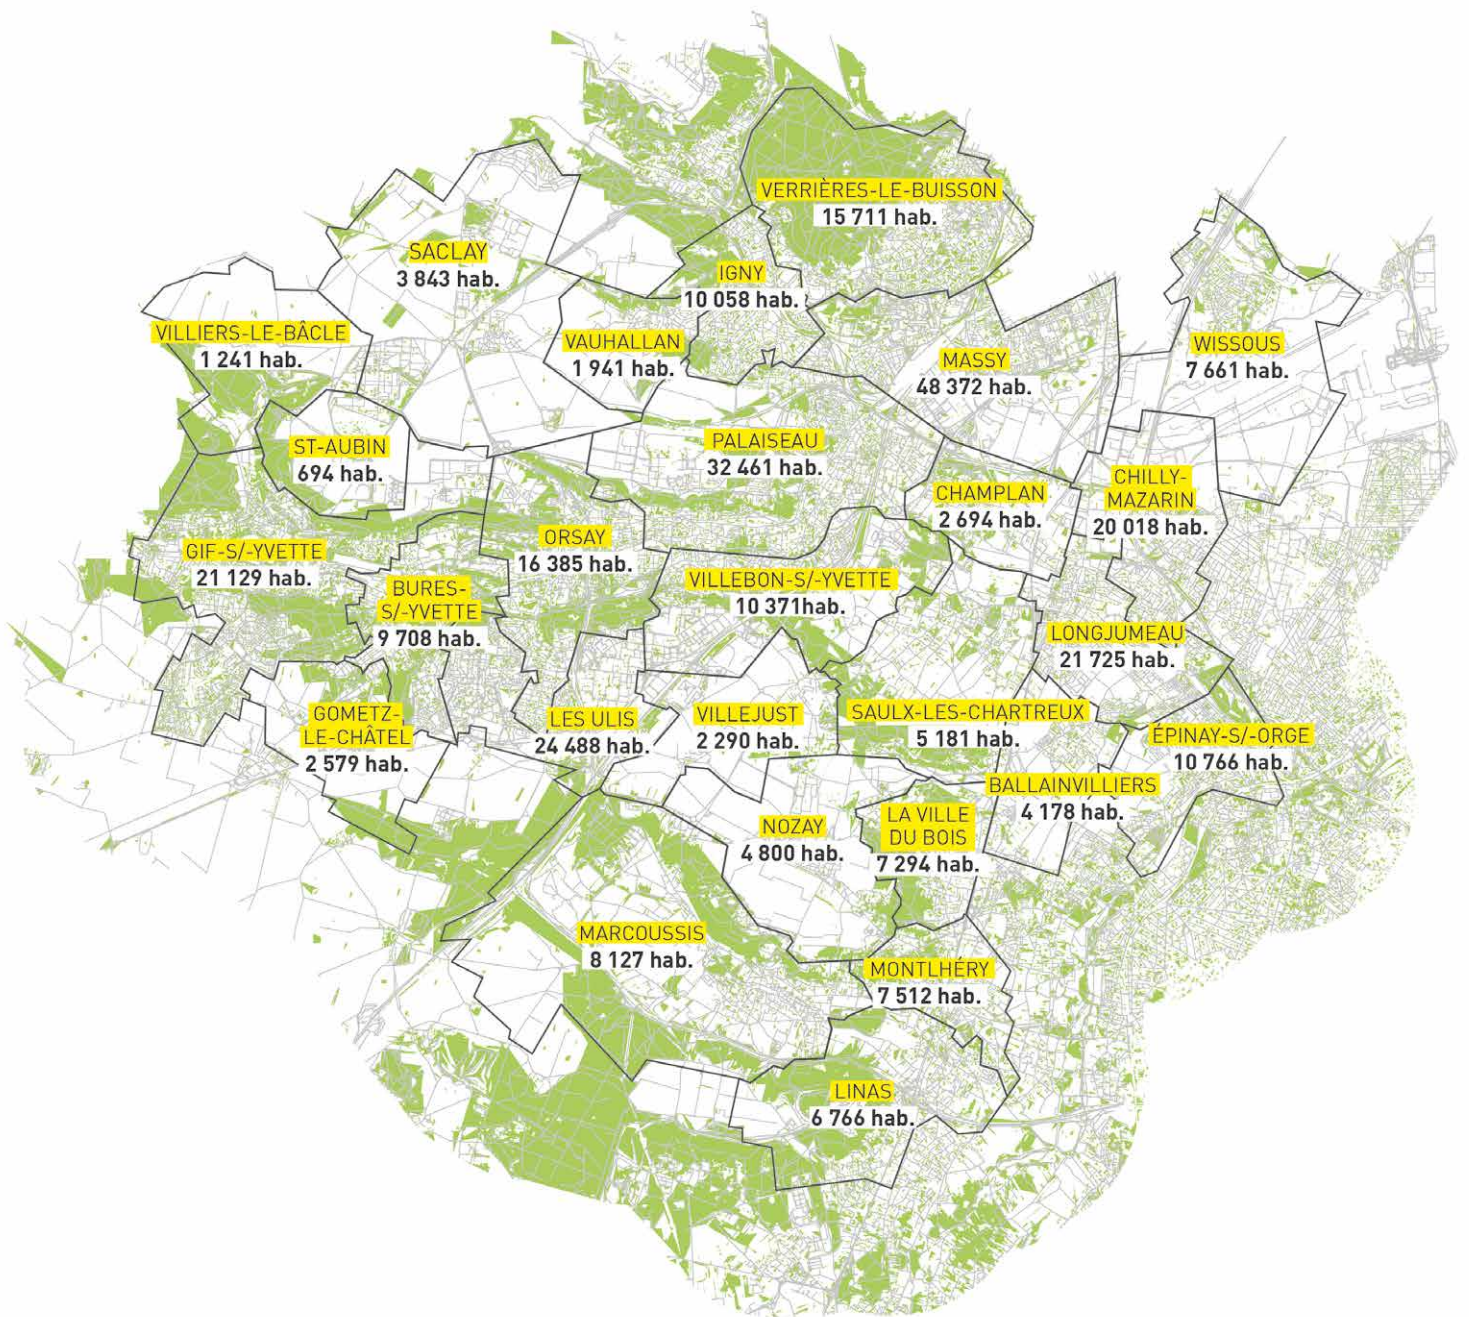 VERRIÈRES-LE-BUISSON
15 711 hab.
SACLAY
3 843 hab.
IGNY
10 058 hab.
VILLIERS-LE-BÂCLE
1 241 hab.
VAUHALLAN
1 941 hab.
MASSY
48 372 hab.
WISSOUS
7 661 hab.
ST-AUBIN
694 hab.
PALAISEAU
32 461 hab.
CHAMPLAN
2 694 hab.
CHILLY-
MAZARIN
20 018 hab.
GIF-S/-YVETTE
21 129 hab.
BURES-
S/-YVETTE
9 708 hab.
ORSAY
16 385 hab.
VILLEBON-S/-YVETTE
10 371hab.
LONGJUMEAU
21 725 hab.
GOMETZ-
LE-CHÂTEL
2 579 hab.
LES ULIS
24 488 hab.
VILLEJUST
2 290 hab.
SAULX-LES-CHARTREUX
5 181 hab.
ÉPINAY-S/-ORGE
10 766 hab.
BALLAINVILLIERS
4 178 hab.
NOZAY
4 800 hab.
LA VILLE
DU BOIS
7 294 hab.
MARCOUSSIS
8 127 hab.
MONTLHÉRY
7 512 hab.
LINAS
6 766 hab.